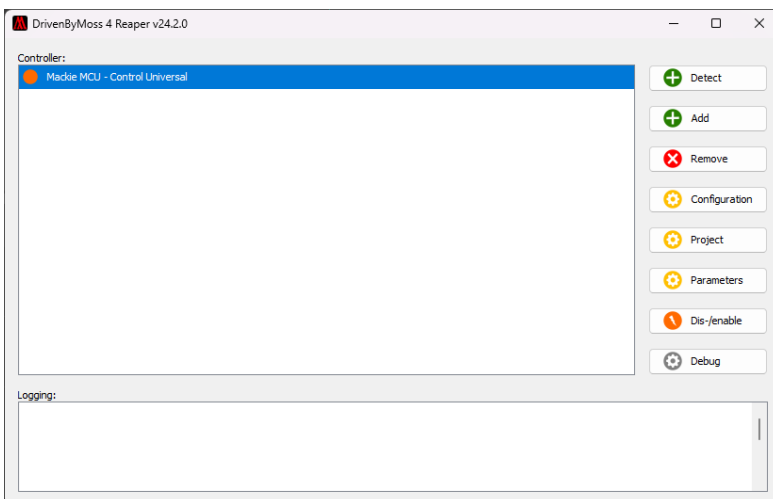 DrivenByMoss 4 Reaper v24.2.0
Controller:
Mackie MCU - Control Universal
Detect
Add
Remove
Configuration
Project
Parameters
Dis-/enable
Debug
Logging: